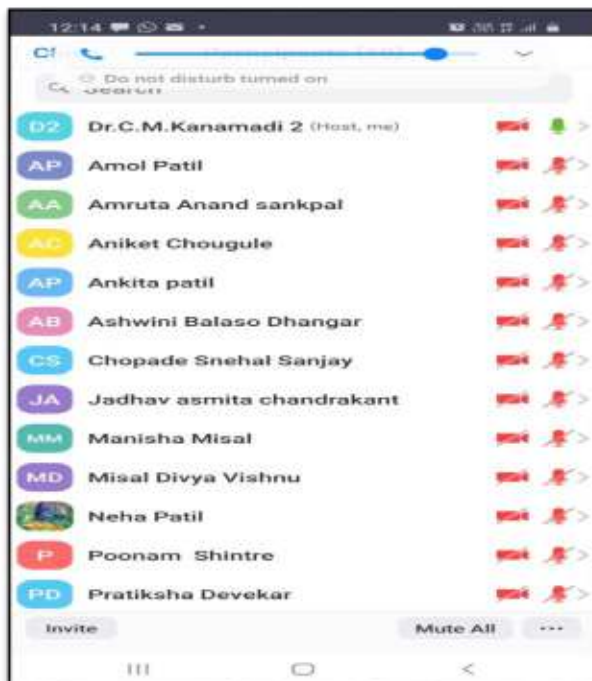 12:14
Do not disturb turned on
Search
D2 Dr.C.M.Kanamadi 2 (Host, me)
AP Amol Patil
AA Amruta Anand sankpal
AC Aniket Chougule
AP Ankita patil
AB Ashwini Balaso Dhangar
CS Chopade Snehal Sanjay
JA Jadhav asmita chandrakant
MM Manisha Misal
MD Misal Divya Vishnu
Neha Patil
P Poonam Shintre
PD Pratiksha Devekar
Invite Mute All ...